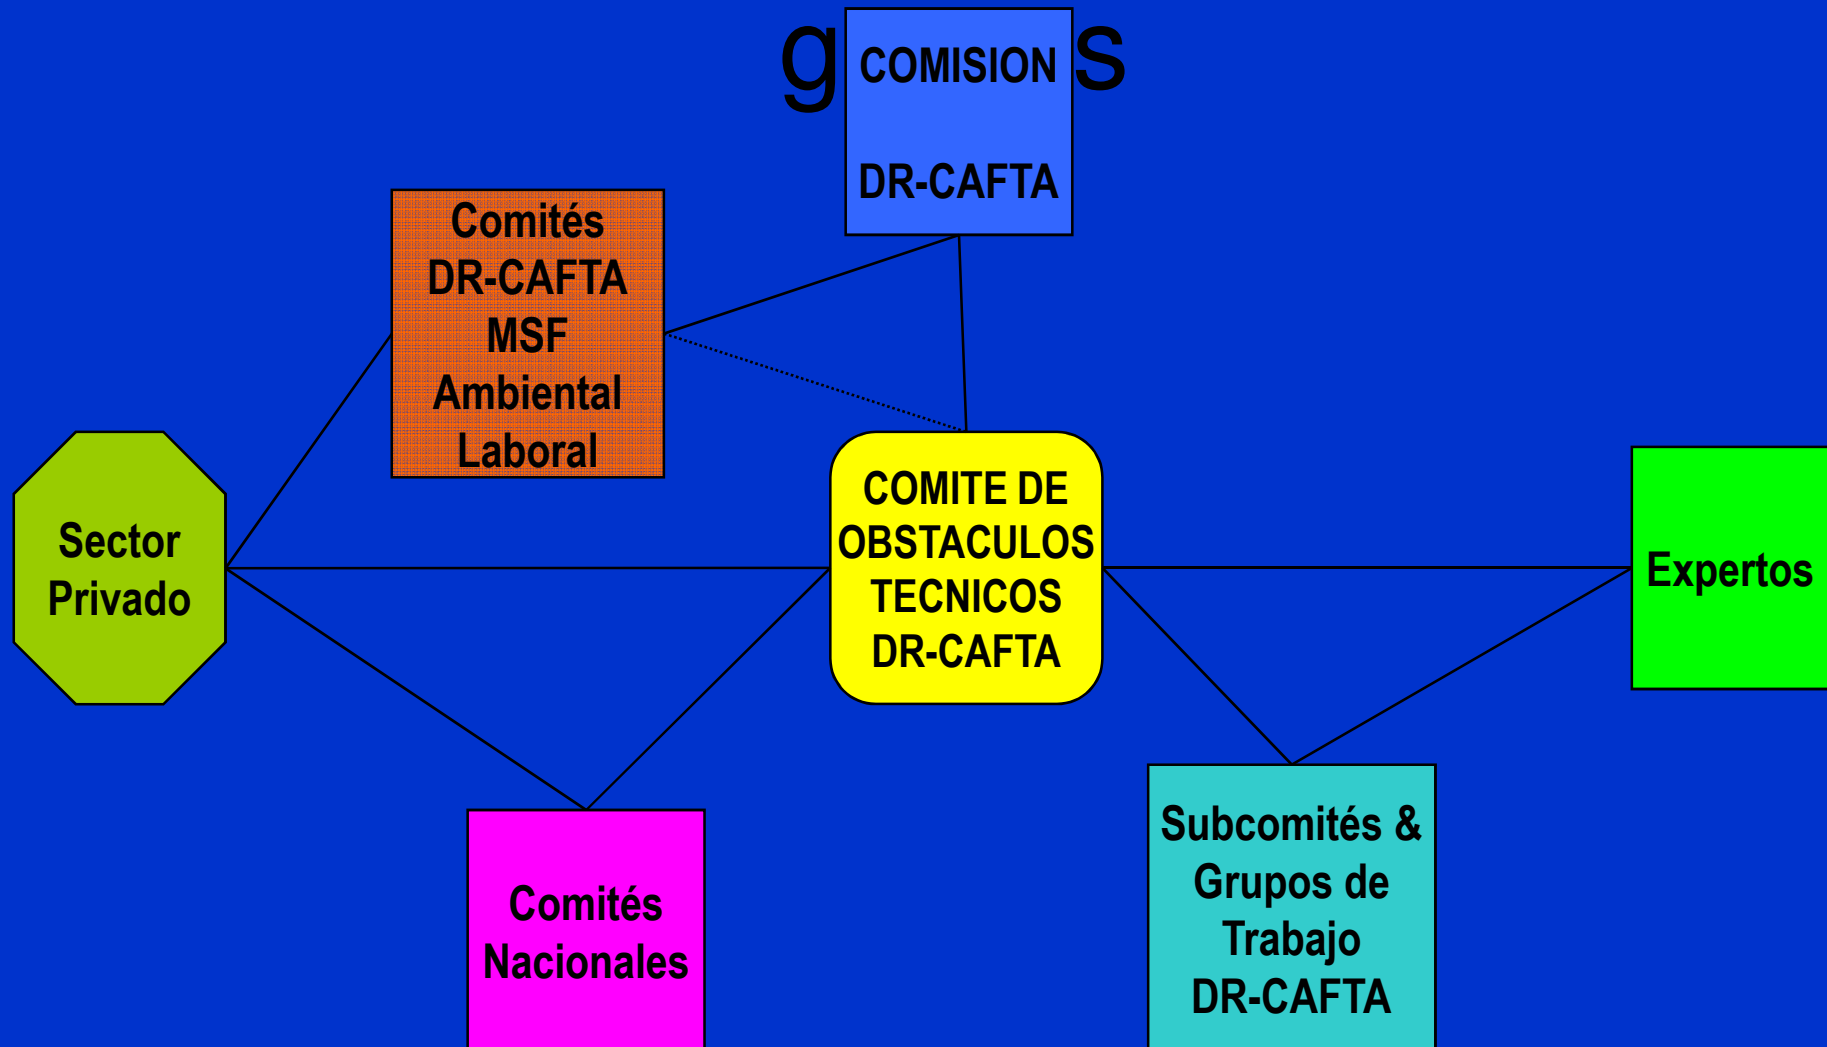 g s
COMISION
DR-CAFTA
Comités
DR-CAFTA
MSF
Ambiental
Laboral
Sector
Privado
COMITE DE
OBSTACULOS
TECNICOS
DR-CAFTA
Expertos
Comités
Nacionales
Subcomités &
Grupos de
Trabajo
DR-CAFTA